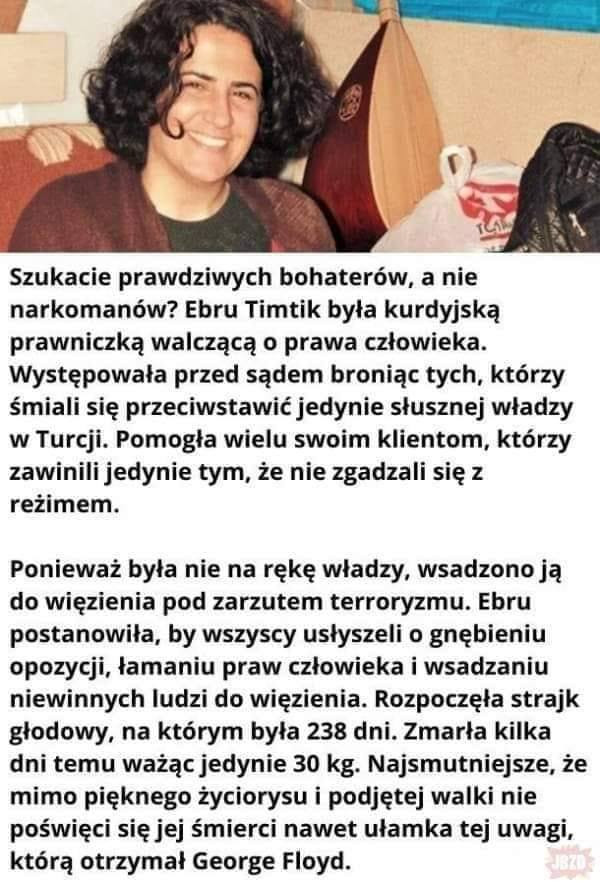 Szukacie prawdziwych bohaterów, a nie
narkomanów? Ebru Timtik była kurdyjską
prawniczką walczącą o prawa człowieka.
Występowała przed sądem broniąc tych, którzy
śmiali się przeciwstawić jedynie słusznej władzy
w Turcji. Pomogła wielu swoim klientom, którzy
zawinili jedynie tym, że nie zgadzali się z
reżimem.
Ponieważ była nie na rękę władzy, wsadzono ją
do więzienia pod zarzutem terroryzmu. Ebru
postanowiła, by wszyscy usłyszeli o gnębieniu
opozycji, łamaniu praw człowieka i wsadzaniu
niewinnych ludzi do więzienia. Rozpoczęła strajk
głodowy, na którym była 238 dni. Zmarła kilka
dni temu ważąc jedynie 30 kg. Najsmutniejsze, że
mimo pięknego życiorysu i podjętej walki nie
poświęci się jej śmierci nawet ułamka tej uwagi,
którą otrzymał George Floyd.
JBZD